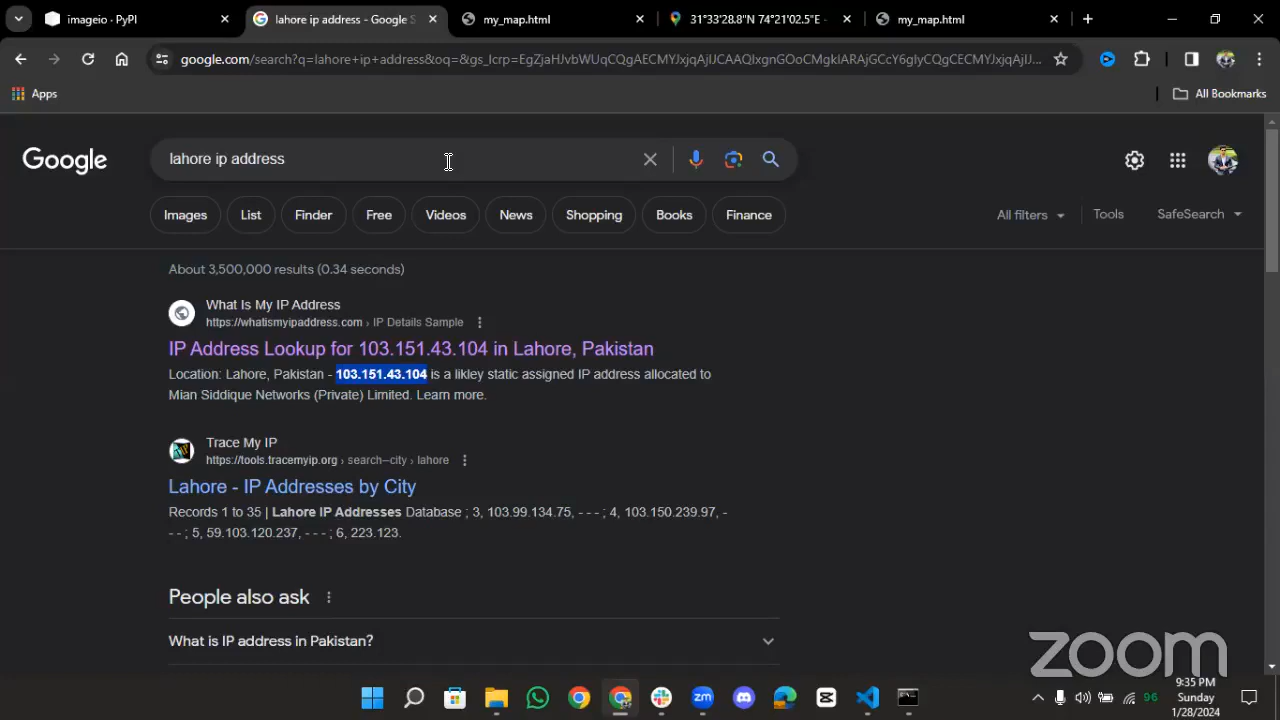 imageio · PyPI
lahore ip address - Google S
my_map.html
31°33'28.8"N 74°21'02.5"E -
my_map.html
google.com/search?q=lahore+ip+address&oq=&gs_lcrp=EgZjaHJvbWUqCQgAECMYJxjqAjIJCAAQIxgnGOoCMgkIARAjGCcY6gIyCQgCECMYJxjqAjIJ...
Apps
All Bookmarks
Google
lahore ip address
Images
List
Finder
Free
Videos
News
Shopping
Books
Finance
All filters
Tools
SafeSearch
About 3,500,000 results (0.34 seconds)
What Is My IP Address
https://whatismyipaddress.com › IP Details Sample
IP Address Lookup for 103.151.43.104 in Lahore, Pakistan
Location: Lahore, Pakistan - 103.151.43.104 is a likley static assigned IP address allocated to
Mian Siddique Networks (Private) Limited. Learn more.
Trace My IP
https://tools.tracemyip.org › search--city › lahore
Lahore - IP Addresses by City
Records 1 to 35 | Lahore IP Addresses Database ; 3, 103.99.134.75, - - - ; 4, 103.150.239.97, -
- - ; 5, 59.103.120.237, - - - ; 6, 223.123.
People also ask
What is IP address in Pakistan?
zoom
zm
96
9:35 PM
Sunday
1/28/2024